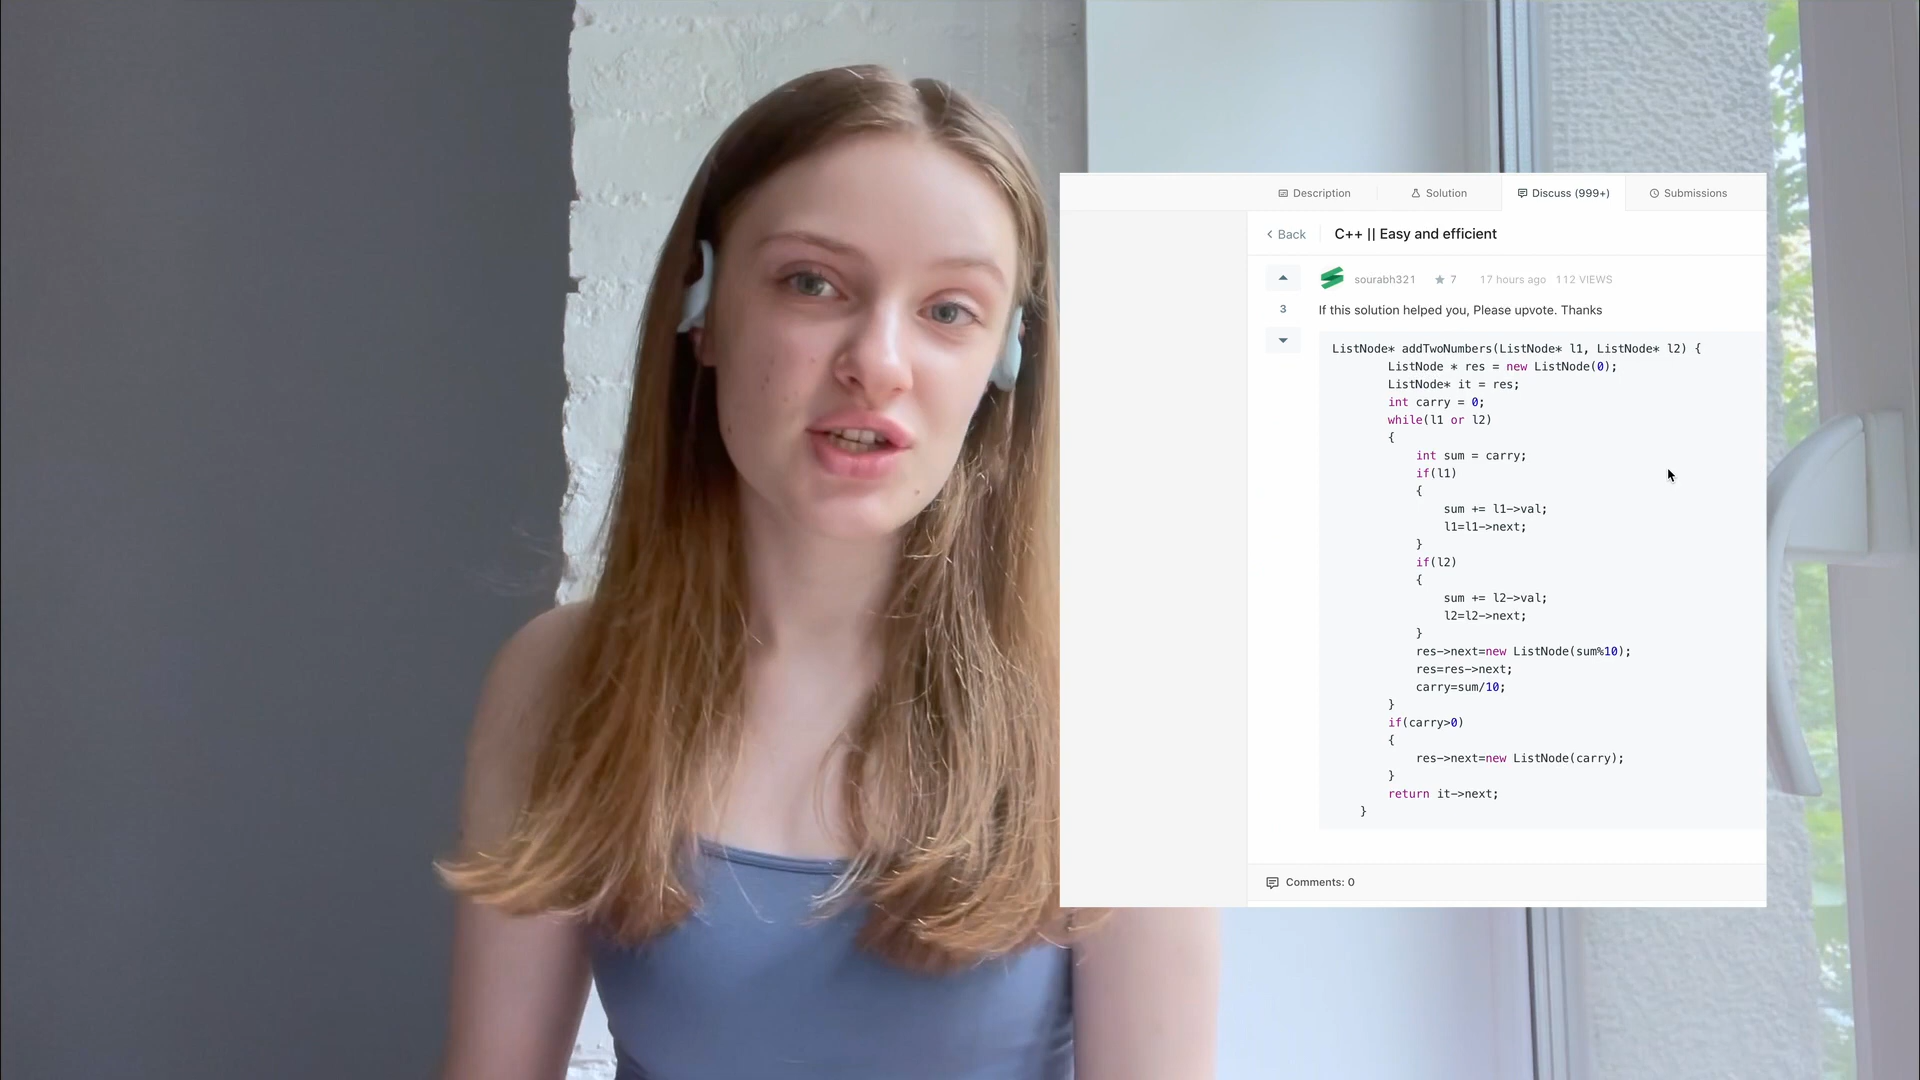 Description Solution Discuss (999+) Submissions
Back C++ || Easy and efficient
sourabh321 7 17 hours ago 112 VIEWS
3
If this solution helped you, Please upvote. Thanks
ListNode* addTwoNumbers(ListNode* l1, ListNode* l2) {
ListNode * res = new ListNode(0);
ListNode* it = res;
int carry = 0;
while(l1 or l2)
{
int sum = carry;
if(l1)
{
sum += l1->val;
l1=l1->next;
}
if(l2)
{
sum += l2->val;
l2=l2->next;
}
res->next=new ListNode(sum%10);
res=res->next;
carry=sum/10;
}
if(carry>0)
{
res->next=new ListNode(carry);
}
return it->next;
}
Comments: 0